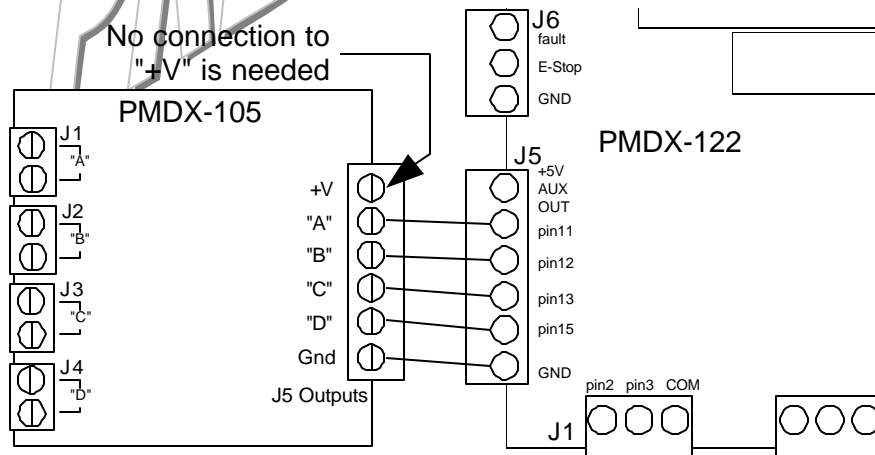 No connection to
"+V" is needed
PMDX-105
J1
"A"
J2
"B"
J3
"C"
J4
"D"
+V
"A"
"B"
"C"
"D"
Gnd
J5 Outputs
J6
fault
E-Stop
GND
PMDX-122
J5
+5V
AUX
OUT
pin11
pin12
pin13
pin15
GND
pin2 pin3 COM
J1